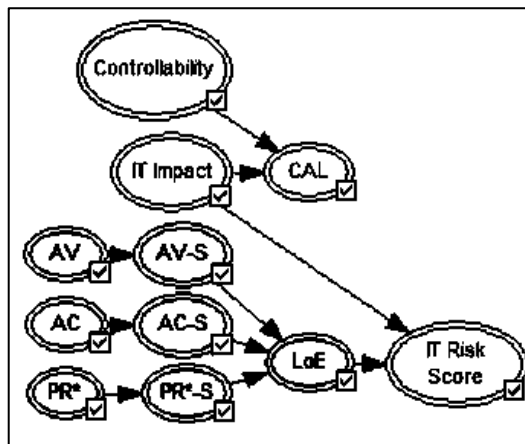 Controllability
IT Impact
CAL
AV
AV-S
AC
AC-S
LoE
IT Risk
Score
PR*
PR*-S